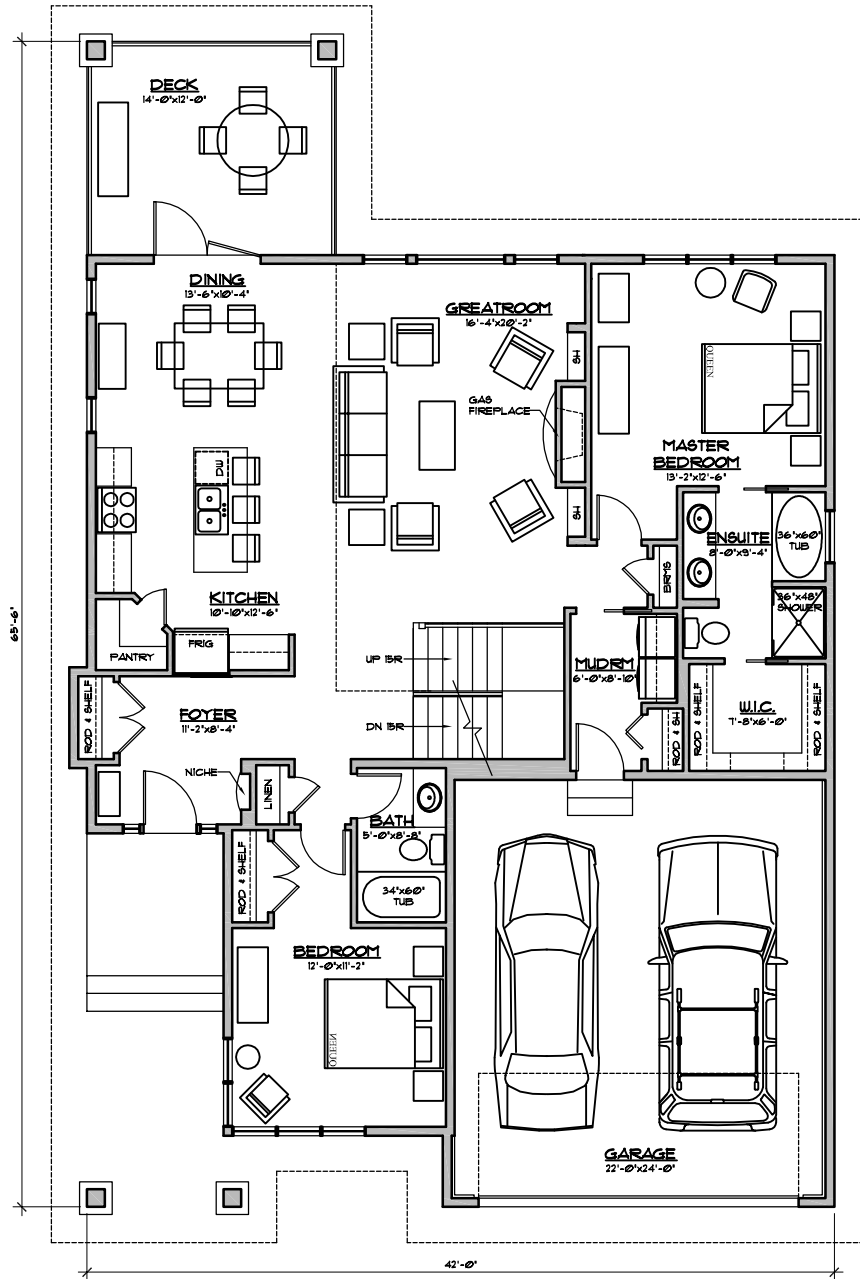 DECK
14'-0"x12'-0"
DINING
13'-6"x10'-4"
GREATROOM
16'-4"x20'-2"
SH
QUEEN
GAS
FIREPLACE
MASTER
BEDROOM
13'-2"x12'-6"
DW
SH
ENSUITE
8'-0"x9'-4"
36"x60"
TUB
BRMS
KITCHEN
10'-10"x12'-6"
36"x48"
SHOWER
65'-6"
FRIG
PANTRY
UP 15R
MUDRM
6'-0"x8'-10"
ROD & SHELF
FOYER
11'-2"x8'-4"
DN 15R
ROD & SHELF
W.I.C.
7'-8"x6'-0"
ROD & SHELF
ROD & SH
NICHE
LINEN
BATH
5'-0"x8'-8"
ROD & SHELF
34"x60"
TUB
BEDROOM
12'-0"x11'-2"
QUEEN
GARAGE
22'-0"x24'-0"
42'-0"